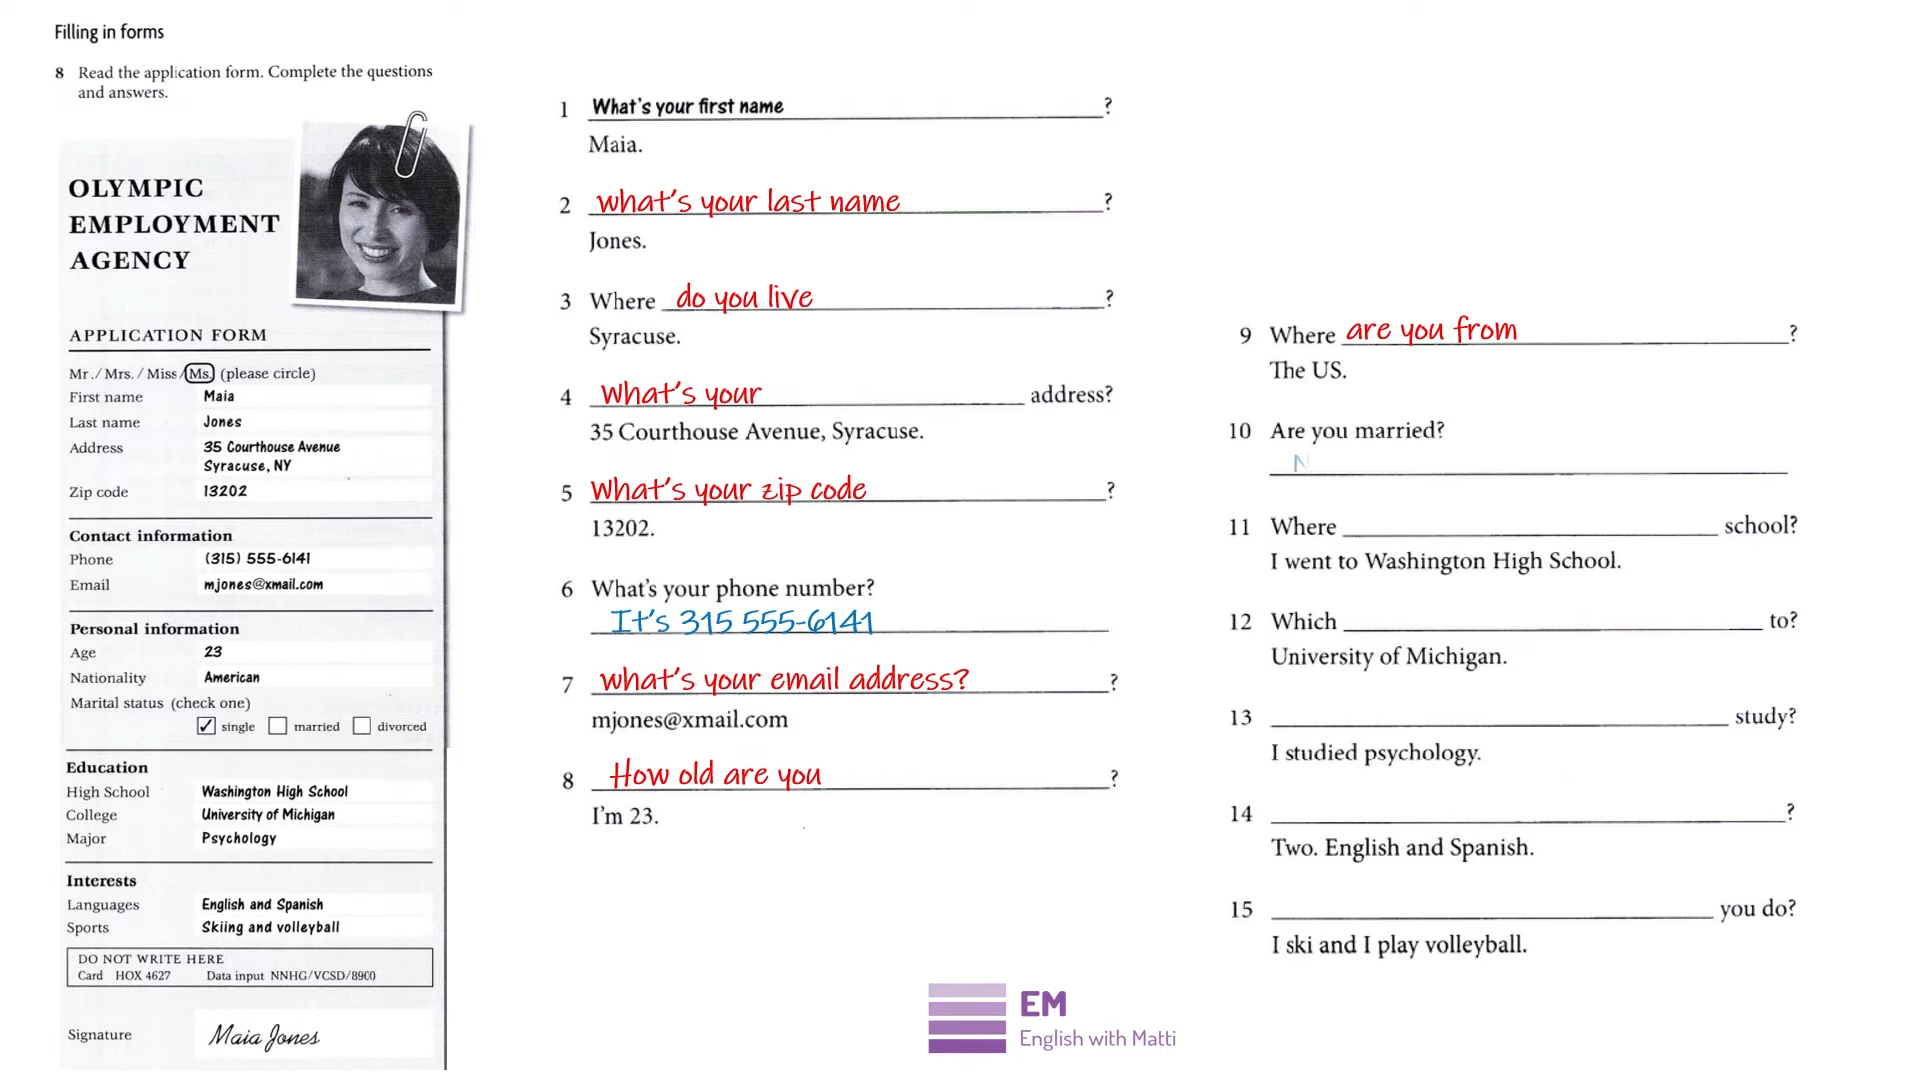 Filling in forms
8 Read the application form. Complete the questions
and answers.
OLYMPIC
EMPLOYMENT
AGENCY
APPLICATION FORM
Mr./Mrs./Miss/Ms. (please circle)
First name Maia
Last name Jones
Address 35 Courthouse Avenue
Syracuse, NY
Zip code 13202
Contact information
Phone (315) 555-6141
Email mjones@xmail.com
Personal information
Age 23
Nationality American
Marital status (check one)
✓ single married divorced
Education
High School Washington High School
College University of Michigan
Major Psychology
Interests
Languages English and Spanish
Sports Skiing and volleyball
DO NOT WRITE HERE
Card HOX 4627 Data input NNHG/VCSD/8900
Signature Maia Jones
1 What's your first name ?
Maia.
2 what's your last name ?
Jones.
3 Where do you live ?
Syracuse.
4 What's your address?
35 Courthouse Avenue, Syracuse.
5 What's your zip code ?
13202.
6 What's your phone number?
It's 315 555-6141
7 what's your email address? ?
mjones@xmail.com
8 How old are you ?
I'm 23.
9 Where are you from ?
The US.
10 Are you married?
N
11 Where school?
I went to Washington High School.
12 Which to?
University of Michigan.
13 study?
I studied psychology.
14 ?
Two. English and Spanish.
15 you do?
I ski and I play volleyball.
EM
English with Matti